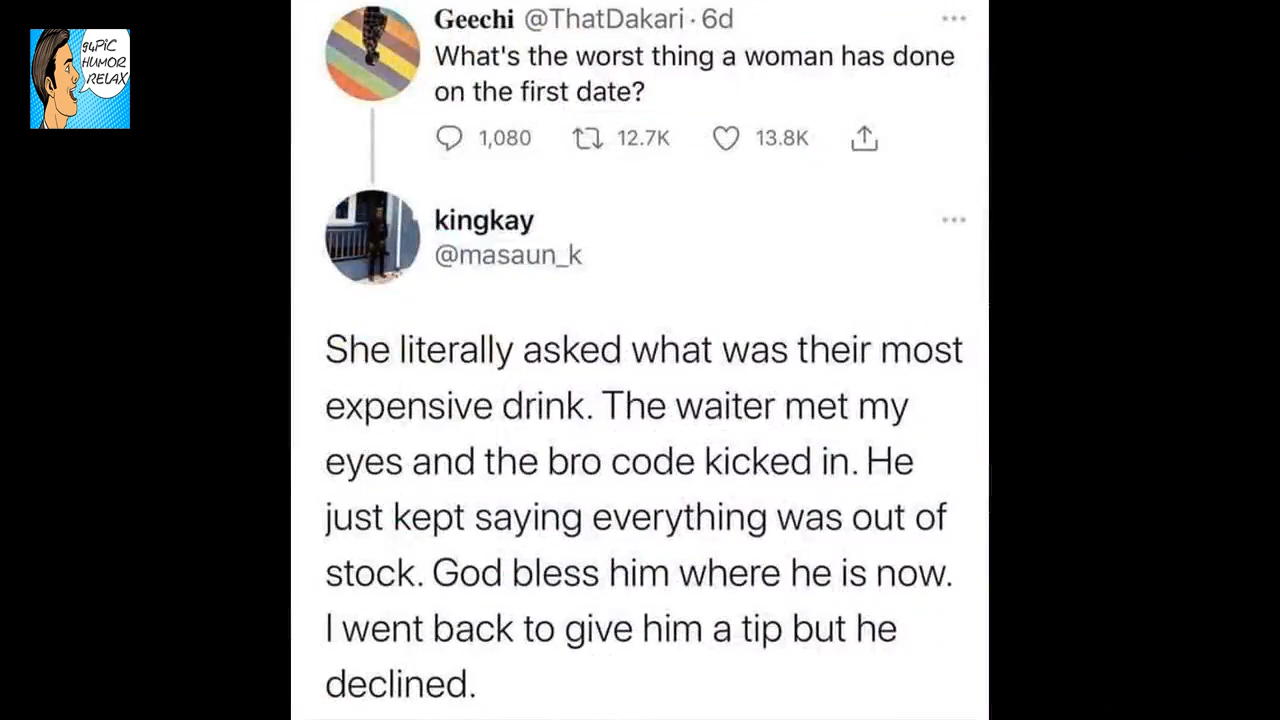 94PIC
HUMOR
RELAX
Geechi @ThatDakari · 6d
What's the worst thing a woman has done
on the first date?
1,080 12.7K 13.8K
kingkay
@masaun_k
She literally asked what was their most
expensive drink. The waiter met my
eyes and the bro code kicked in. He
just kept saying everything was out of
stock. God bless him where he is now.
I went back to give him a tip but he
declined.